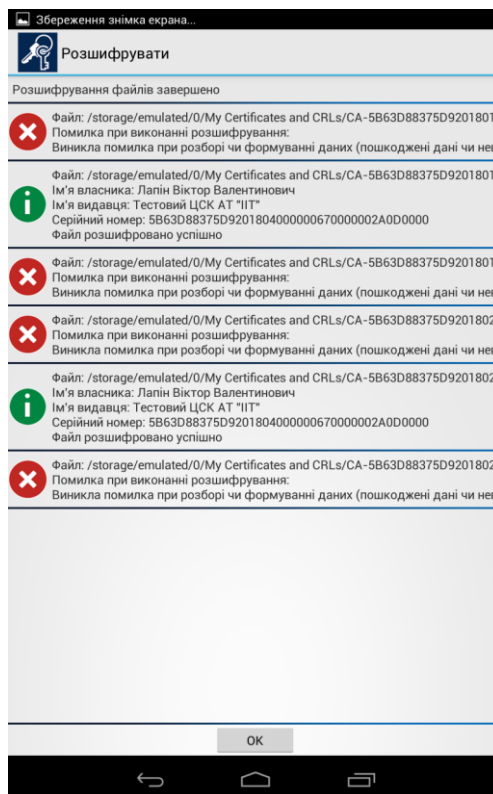 Збереження знімка екрана...
Розшифрувати
Розшифрування файлів завершено
Файл: /storage/emulated/0/My Certificates and CRLs/CA-5B63D88375D9201801
Помилка при виконанні розшифрування:
Виникла помилка при розборі чи формуванні даних (пошкоджені дані чи
Файл: /storage/emulated/0/My Certificates and CRLs/CA-5B63D88375D9201801
Ім'я власника: Лапін Віктор Валентинович
Ім'я видавця: Тестовий ЦСК АТ "ІІТ"
Серійний номер: 5B63D88375D9201804000000670000002A0D0000
Файл розшифровано успішно
Файл: /storage/emulated/0/My Certificates and CRLs/CA-5B63D88375D9201801
Помилка при виконанні розшифрування:
Виникла помилка при розборі чи формуванні даних (пошкоджені дані чи
Файл: /storage/emulated/0/My Certificates and CRLs/CA-5B63D88375D9201802
Помилка при виконанні розшифрування:
Виникла помилка при розборі чи формуванні даних (пошкоджені дані чи
Файл: /storage/emulated/0/My Certificates and CRLs/CA-5B63D88375D9201802
Ім'я власника: Лапін Віктор Валентинович
Ім'я видавця: Тестовий ЦСК АТ "ІІТ"
Серійний номер: 5B63D88375D9201804000000670000002A0D0000
Файл розшифровано успішно
Файл: /storage/emulated/0/My Certificates and CRLs/CA-5B63D88375D9201802
Помилка при виконанні розшифрування:
Виникла помилка при розборі чи формуванні даних (пошкоджені дані чи
OK